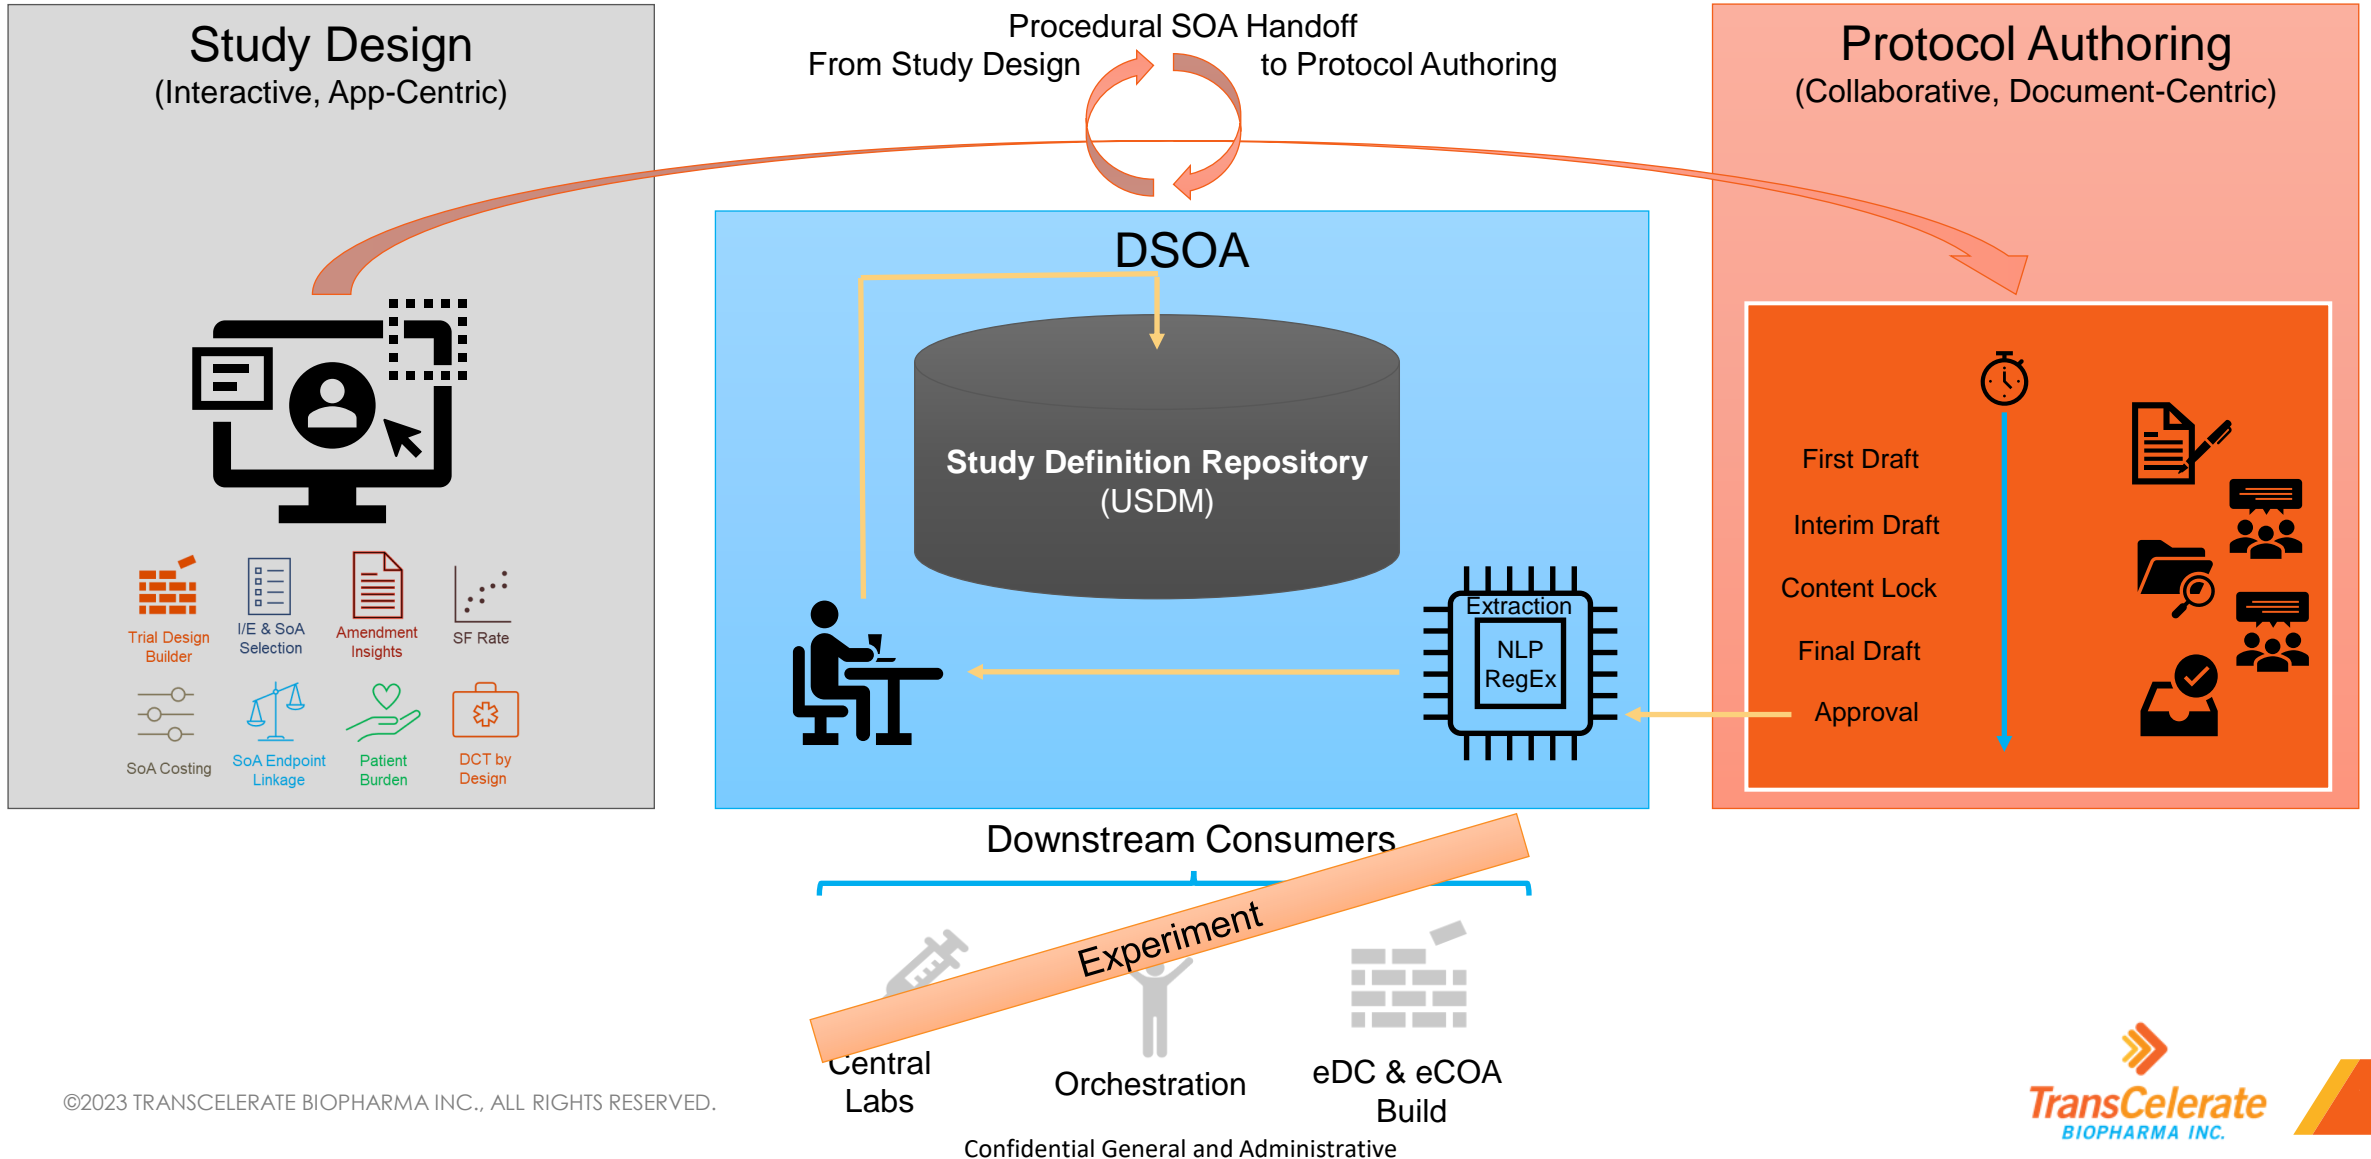 Study Design
(Interactive, App-Centric)
Trial Design
Builder
I/E & SoA
Selection
Amendment
Insights
SF Rate
SoA Costing
SoA Endpoint
Linkage
Patient
Burden
DCT by
Design
Procedural SOA Handoff
From Study Design
to Protocol Authoring
DSOA
Study Definition Repository
(USDM)
Extraction
NLP
RegEx
Protocol Authoring
(Collaborative, Document-Centric)
First Draft
Interim Draft
Content Lock
Final Draft
Approval
Downstream Consumers
Experiment
Central
Labs
Orchestration
eDC & eCOA
Build
©2023 TRANSCELERATE BIOPHARMA INC., ALL RIGHTS RESERVED.
Confidential General and Administrative
TransCelerate
BIOPHARMA INC.